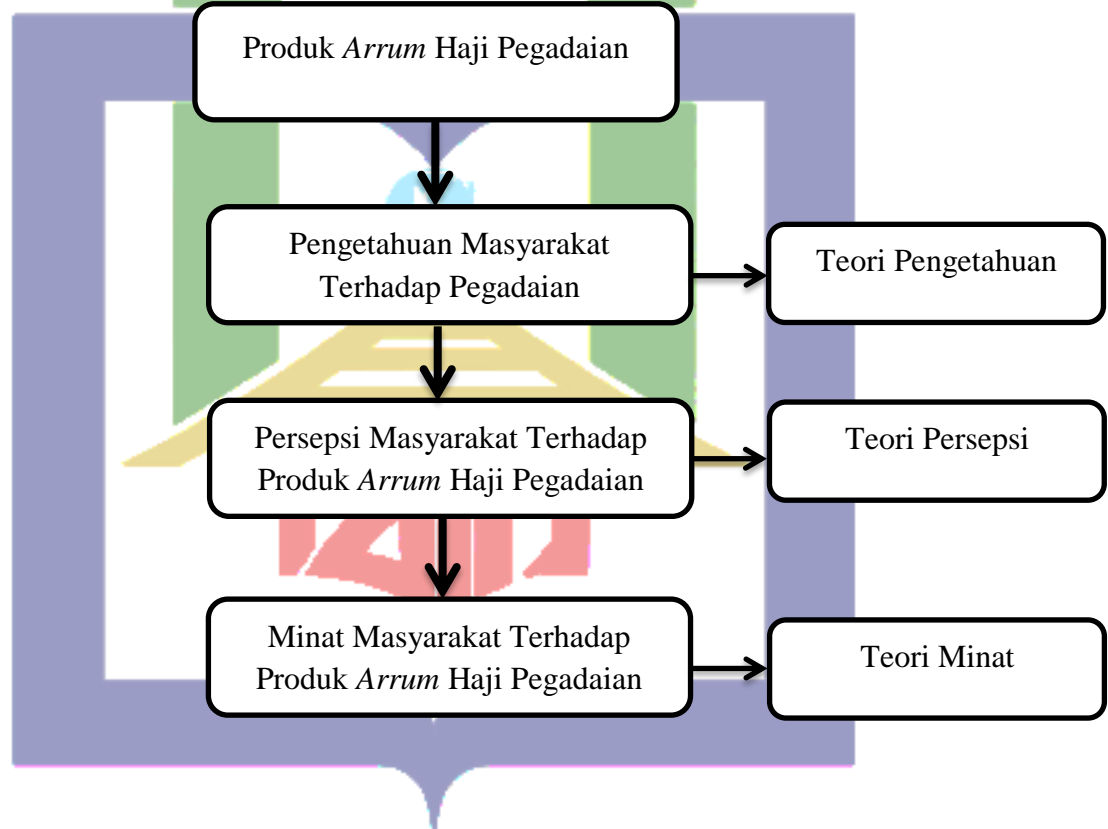 Produk Arrum Haji Pegadaian
Pengetahuan Masyarakat
Terhadap Pegadaian
Teori Pengetahuan
Persepsi Masyarakat Terhadap
Produk Arrum Haji Pegadaian
Teori Persepsi
Minat Masyarakat Terhadap
Produk Arrum Haji Pegadaian
Teori Minat